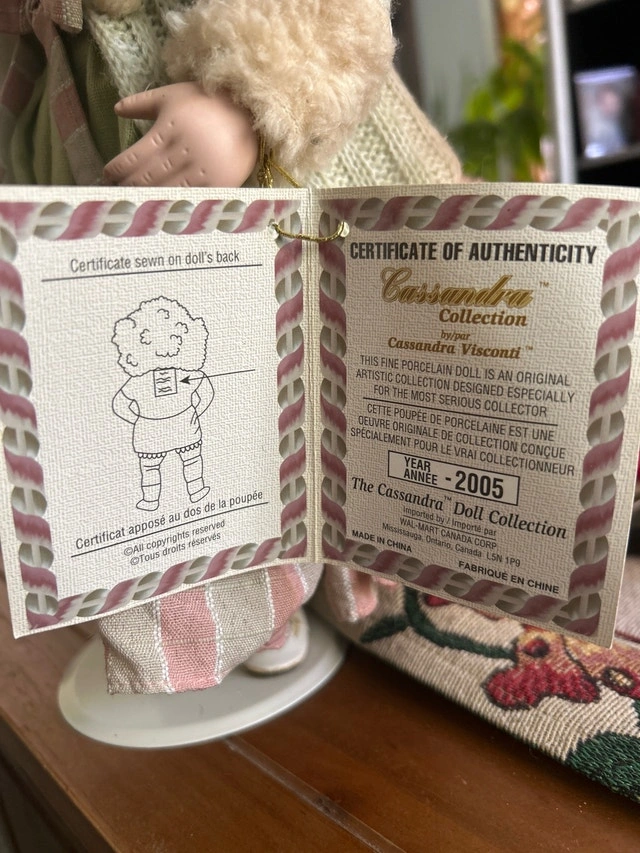 Certificate sewn on doll's back
Certificat apposé au dos de la poupée
©All copyrights reserved
©Tous droits réservés
CERTIFICATE OF AUTHENTICITY
Cassandra™
Collection
by/par
Cassandra Visconti™
THIS FINE PORCELAIN DOLL IS AN ORIGINAL
ARTISTIC COLLECTION DESIGNED ESPECIALLY
FOR THE MOST SERIOUS COLLECTOR
CETTE POUPÉE DE PORCELAINE EST UNE
OEUVRE ORIGINALE DE COLLECTION CONÇUE
SPÉCIALEMENT POUR LE VRAI COLLECTIONNEUR
YEAR
ANNÉE - 2005
The Cassandra™ Doll Collection
Imported by / Importé par
WAL-MART CANADA CORP
Mississauga, Ontario, Canada L5N 1P9
MADE IN CHINA
FABRIQUÉ EN CHINE